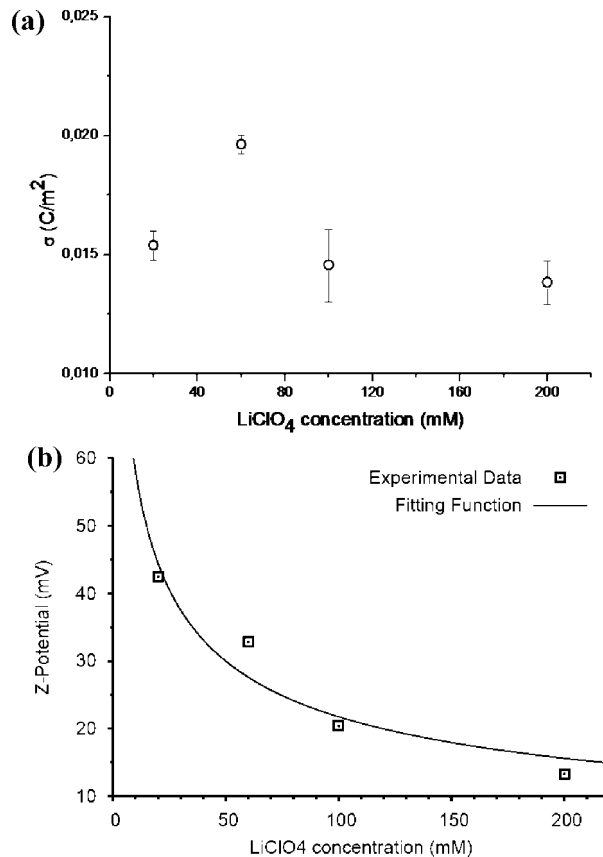 (a)
0,025
0,020
0,015
0,010
σ (C/m²)
0 40 80 120 160 200
LiClO₄ concentration (mM)
(b)
60
50
40
30
20
10
Z-Potential (mV)
Experimental Data
Fitting Function
0 50 100 150 200
LiClO4 concentration (mM)